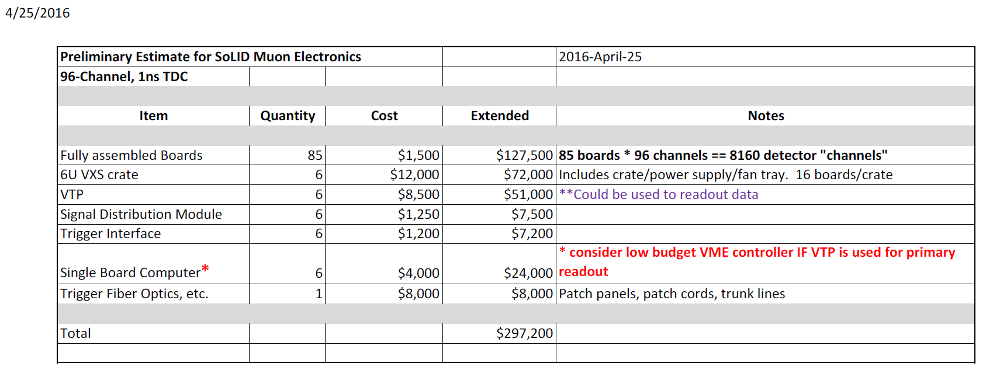 4/25/2016
Preliminary Estimate for SoLID Muon Electronics 2016-April-25
96-Channel, 1ns TDC
Item Quantity Cost Extended Notes
Fully assembled Boards 85 $1,500 $127,500 85 boards * 96 channels == 8160 detector "channels"
6U VXS crate 6 $12,000 $72,000 Includes crate/power supply/fan tray.  16 boards/crate
VTP 6 $8,500 $51,000 **Could be used to readout data
Signal Distribution Module 6 $1,250 $7,500
Trigger Interface 6 $1,200 $7,200
* consider low budget VME controller IF VTP is used for primary
Single Board Computer* 6 $4,000 $24,000 readout
Trigger Fiber Optics, etc. 1 $8,000 $8,000 Patch panels, patch cords, trunk lines
Total $297,200